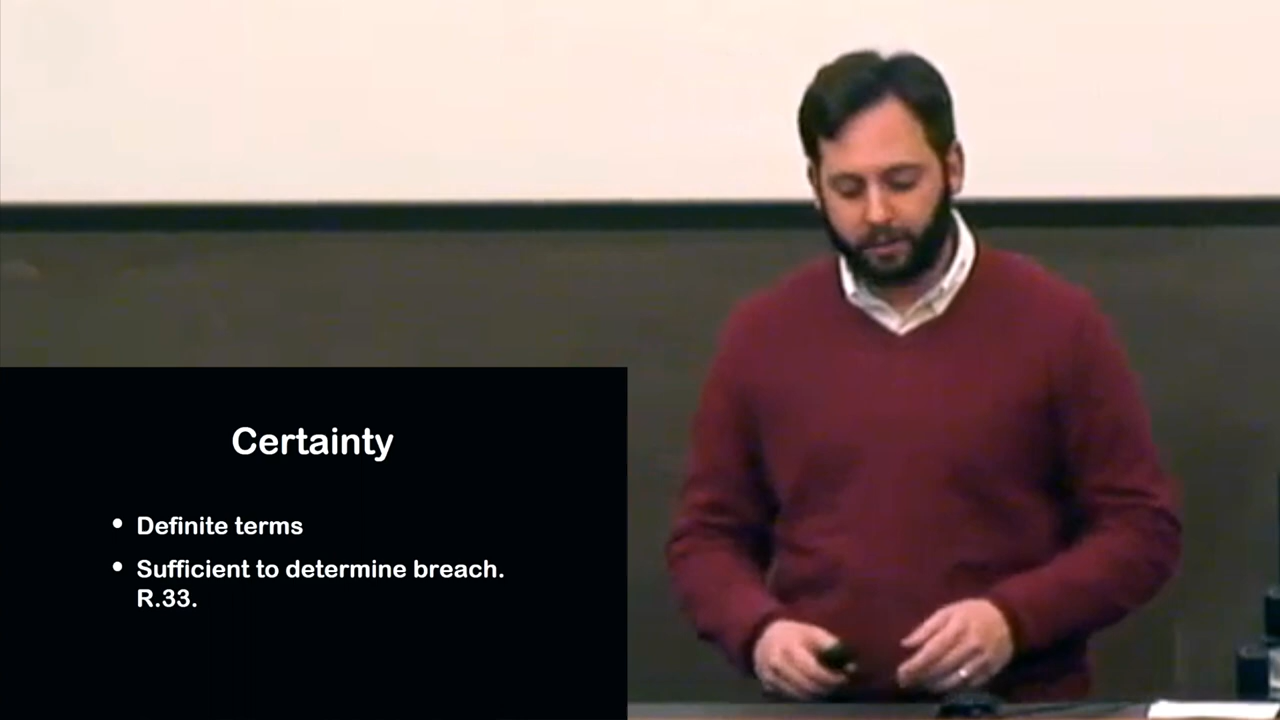 Certainty
• Definite terms
• Sufficient to determine breach.
R.33.